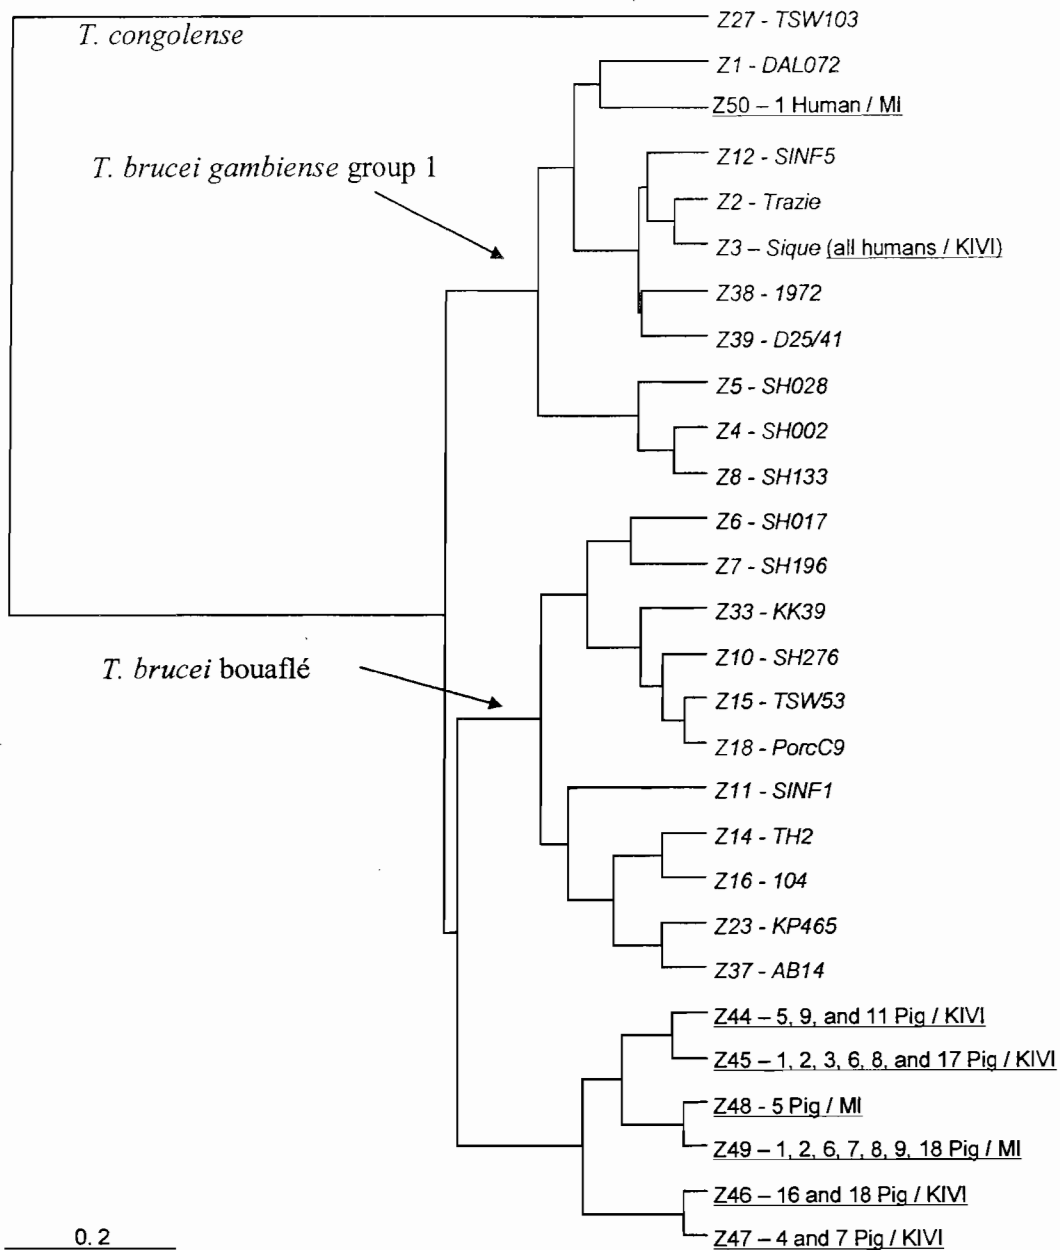 Z27 - TSW103
T. congolense
Z1 - DAL072
Z50 – 1 Human / MI
Z12 - SINF5
T. brucei gambiense group 1
Z2 - Trazie
Z3 – Sique (all humans / KIVI)
Z38 - 1972
Z39 - D25/41
Z5 - SH028
Z4 - SH002
Z8 - SH133
Z6 - SH017
Z7 - SH196
Z33 - KK39
Z10 - SH276
T. brucei bouaflé
Z15 - TSW53
Z18 - PorcC9
Z11 - SINF1
Z14 - TH2
Z16 - 104
Z23 - KP465
Z37 - AB14
Z44 – 5, 9, and 11 Pig / KIVI
Z45 – 1, 2, 3, 6, 8, and 17 Pig / KIVI
Z48 - 5 Pig / MI
Z49 – 1, 2, 6, 7, 8, 9, 18 Pig / MI
Z46 – 16 and 18 Pig / KIVI
0.2
Z47 – 4 and 7 Pig / KIVI